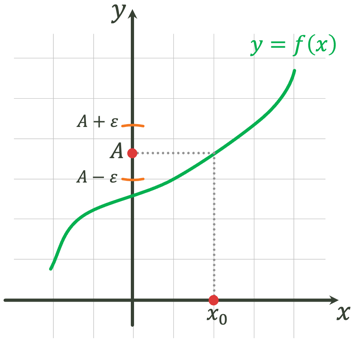 y
y = f(x)
A + ε
A
A − ε
x₀
x